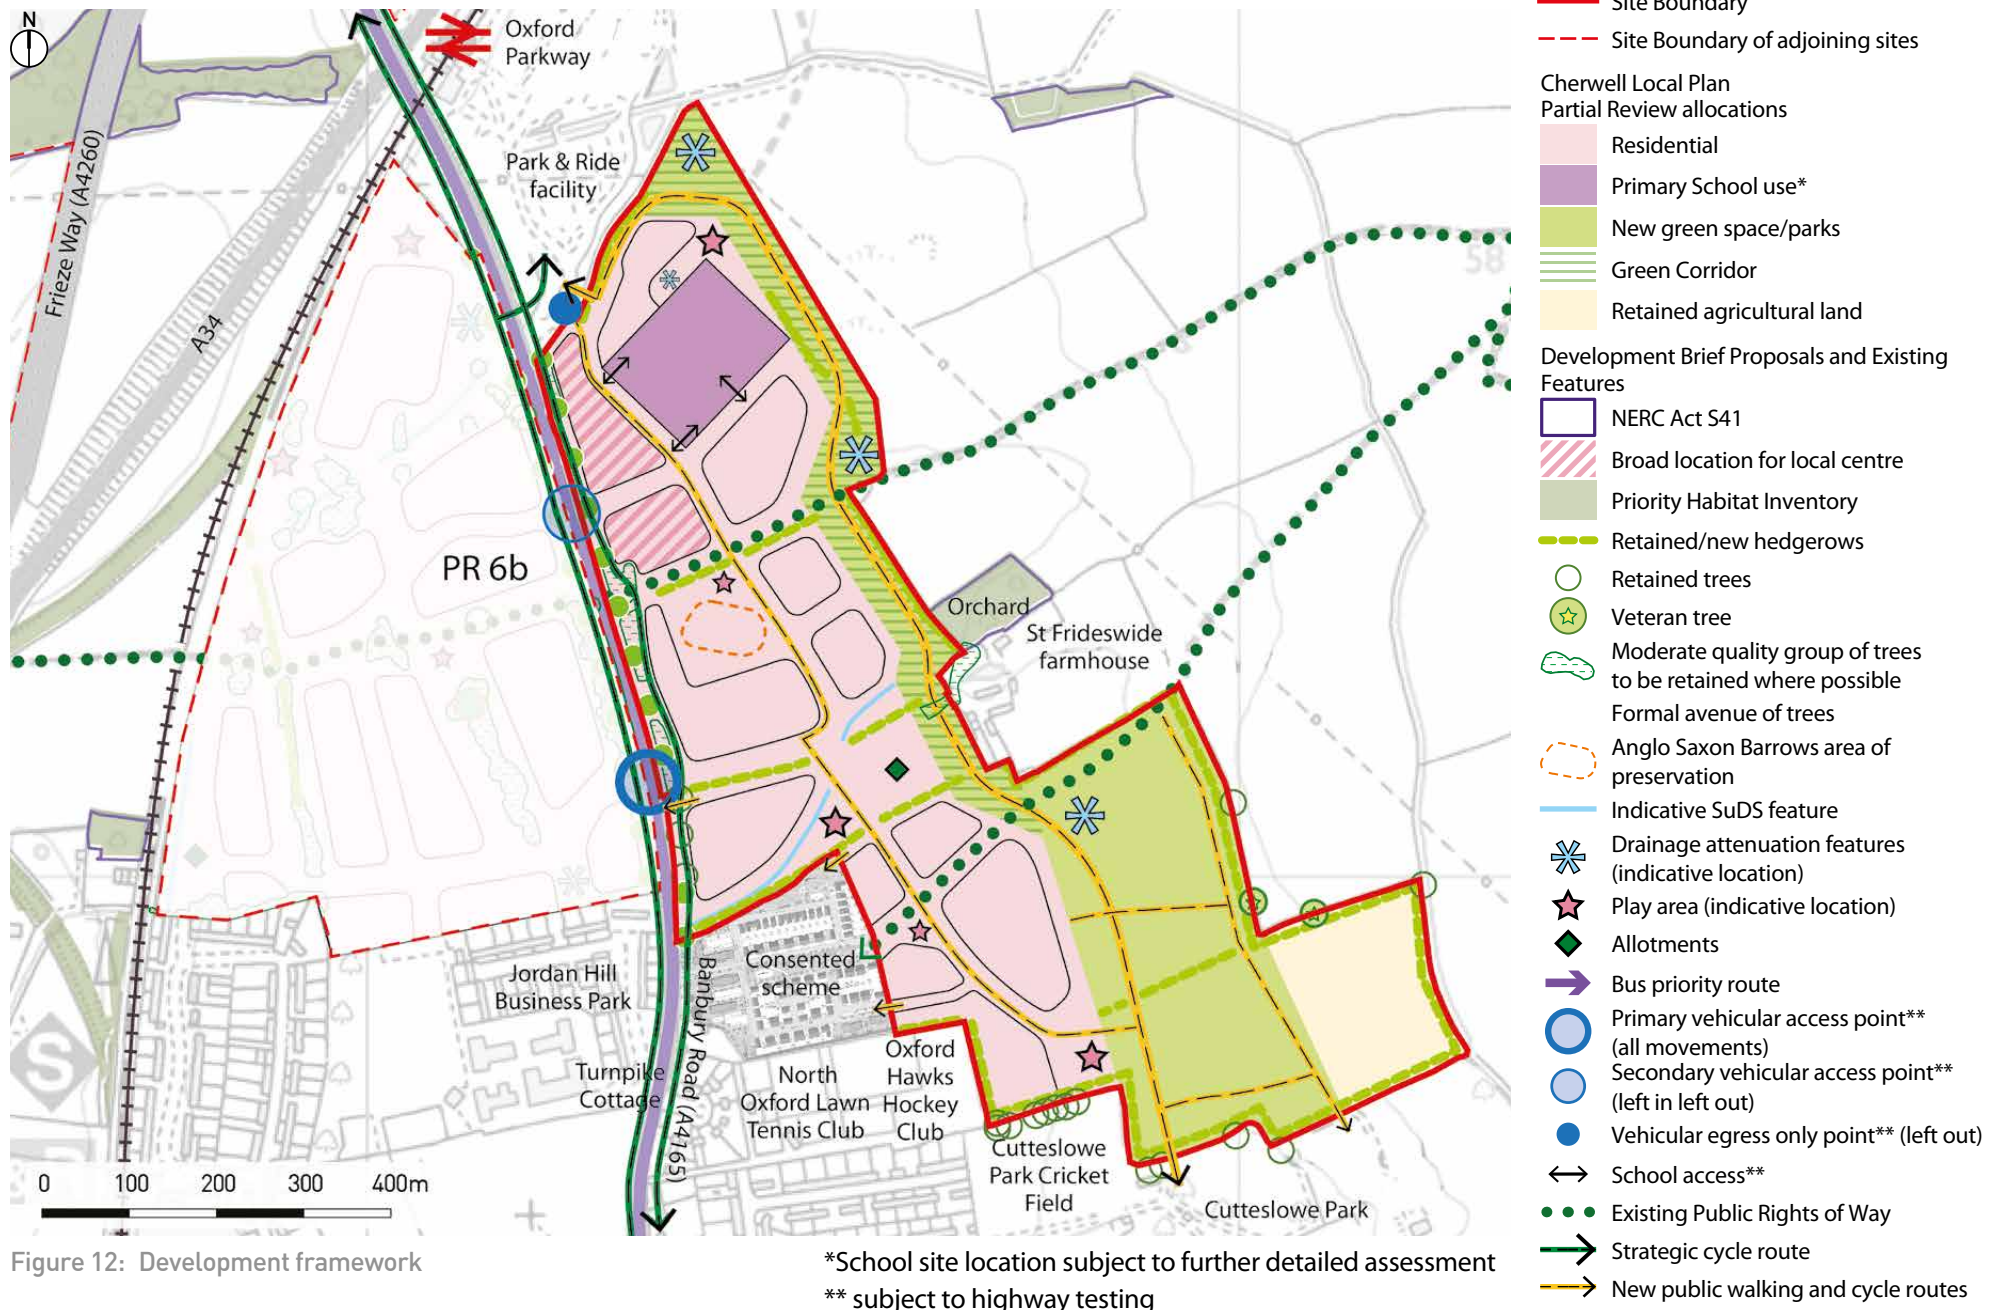 N
Oxford
Parkway
Frieze Way (A4260)
A34
Park & Ride
facility
58
PR 6b
Orchard
St Frideswide
farmhouse
Jordan Hill
Business Park
Banbury Road (A4165)
Consented
scheme
Turnpike
Cottage
North
Oxford Lawn
Tennis Club
Oxford
Hawks
Hockey
Club
Cutteslowe
Park Cricket
Field
Cutteslowe Park
S
0 100 200 300 400m
Figure 12: Development framework
*School site location subject to further detailed assessment
** subject to highway testing
Site Boundary
Site Boundary of adjoining sites
Cherwell Local Plan
Partial Review allocations
Residential
Primary School use*
New green space/parks
Green Corridor
Retained agricultural land
Development Brief Proposals and Existing
Features
NERC Act S41
Broad location for local centre
Priority Habitat Inventory
Retained/new hedgerows
Retained trees
Veteran tree
Moderate quality group of trees
to be retained where possible
Formal avenue of trees
Anglo Saxon Barrows area of
preservation
Indicative SuDS feature
Drainage attenuation features
(indicative location)
Play area (indicative location)
Allotments
Bus priority route
Primary vehicular access point**
(all movements)
Secondary vehicular access point**
(left in left out)
Vehicular egress only point** (left out)
School access**
Existing Public Rights of Way
Strategic cycle route
New public walking and cycle routes